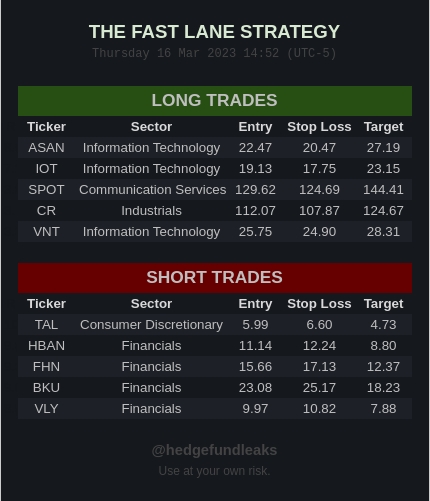 THE FAST LANE STRATEGY
Thursday 16 Mar 2023 14:52 (UTC-5)
LONG TRADES
Ticker Sector Entry Stop Loss Target
ASAN Information Technology 22.47 20.47 27.19
IOT Information Technology 19.13 17.75 23.15
SPOT Communication Services 129.62 124.69 144.41
CR Industrials 112.07 107.87 124.67
VNT Information Technology 25.75 24.90 28.31
SHORT TRADES
Ticker Sector Entry Stop Loss Target
TAL Consumer Discretionary 5.99 6.60 4.73
HBAN Financials 11.14 12.24 8.80
FHN Financials 15.66 17.13 12.37
BKU Financials 23.08 25.17 18.23
VLY Financials 9.97 10.82 7.88
@hedgefundleaks
Use at your own risk.